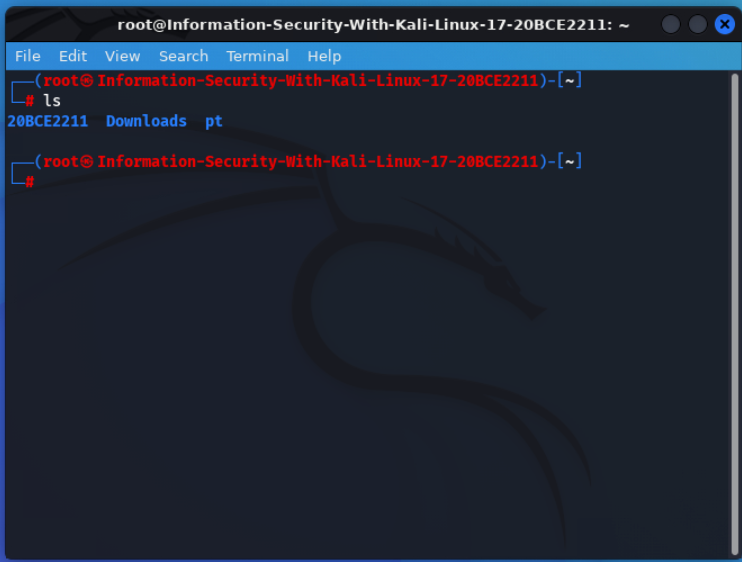 root@Information-Security-With-Kali-Linux-17-20BCE2211: ~
File Edit View Search Terminal Help
┌──(root㉿Information-Security-With-Kali-Linux-17-20BCE2211)-[~]
└─# ls
20BCE2211 Downloads pt
┌──(root㉿Information-Security-With-Kali-Linux-17-20BCE2211)-[~]
└─#